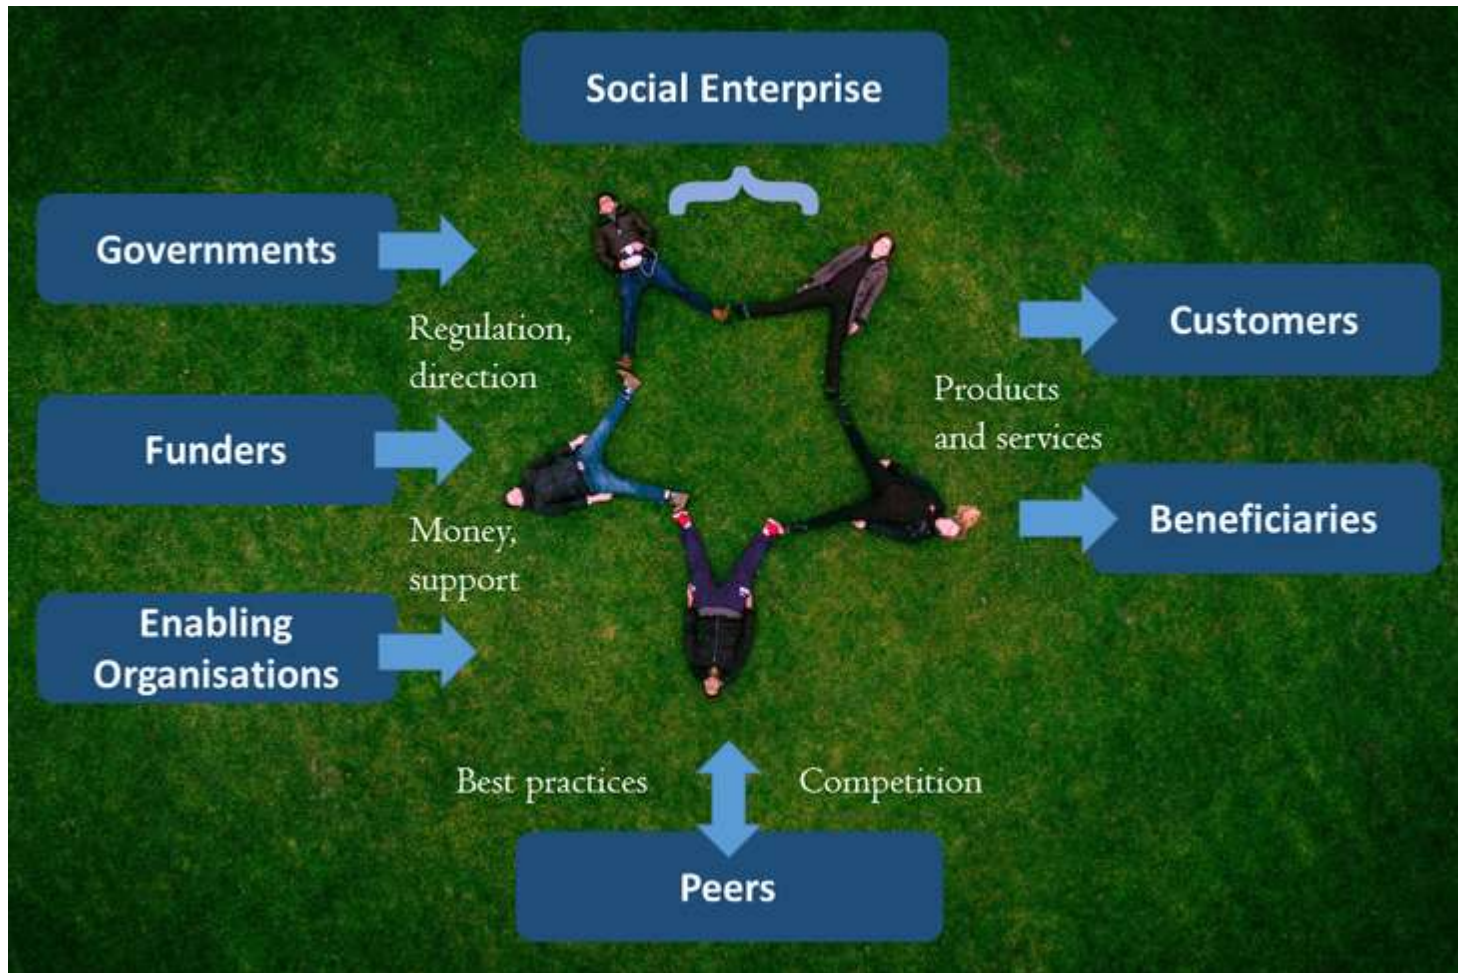 Social Enterprise
Governments
Regulation,
direction
Funders
Money,
support
Enabling
Organisations
Customers
Products
and services
Beneficiaries
Best practices
Competition
Peers